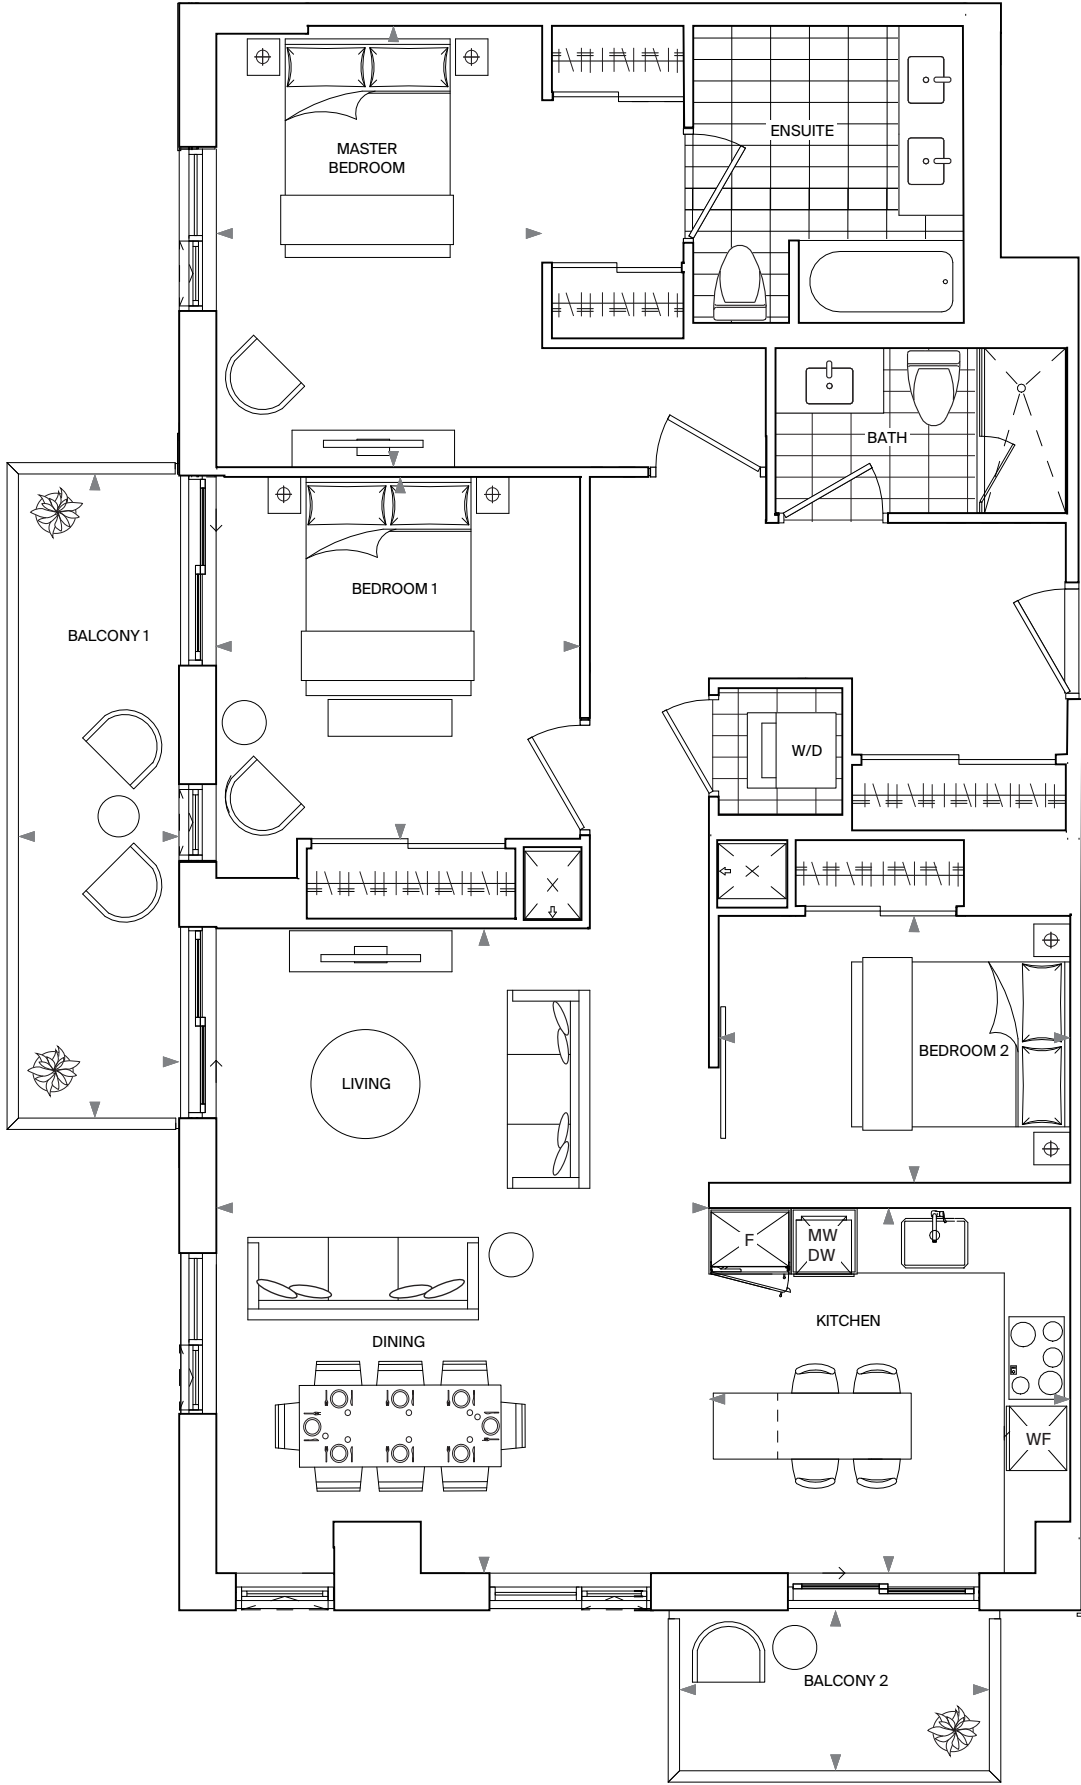 ENSUITE
MASTER
BEDROOM
BATH
BEDROOM 1
BALCONY 1
W/D
BEDROOM 2
LIVING
F
MW
DW
KITCHEN
DINING
WF
BALCONY 2